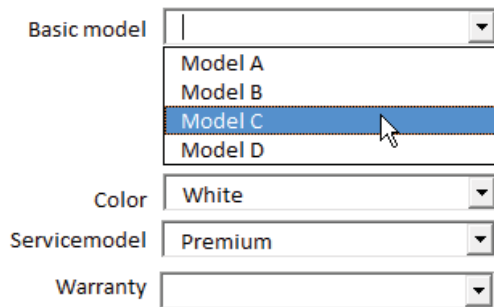 Basic model
Model A
Model B
Model C
Model D
Color White
Servicemodel Premium
Warranty